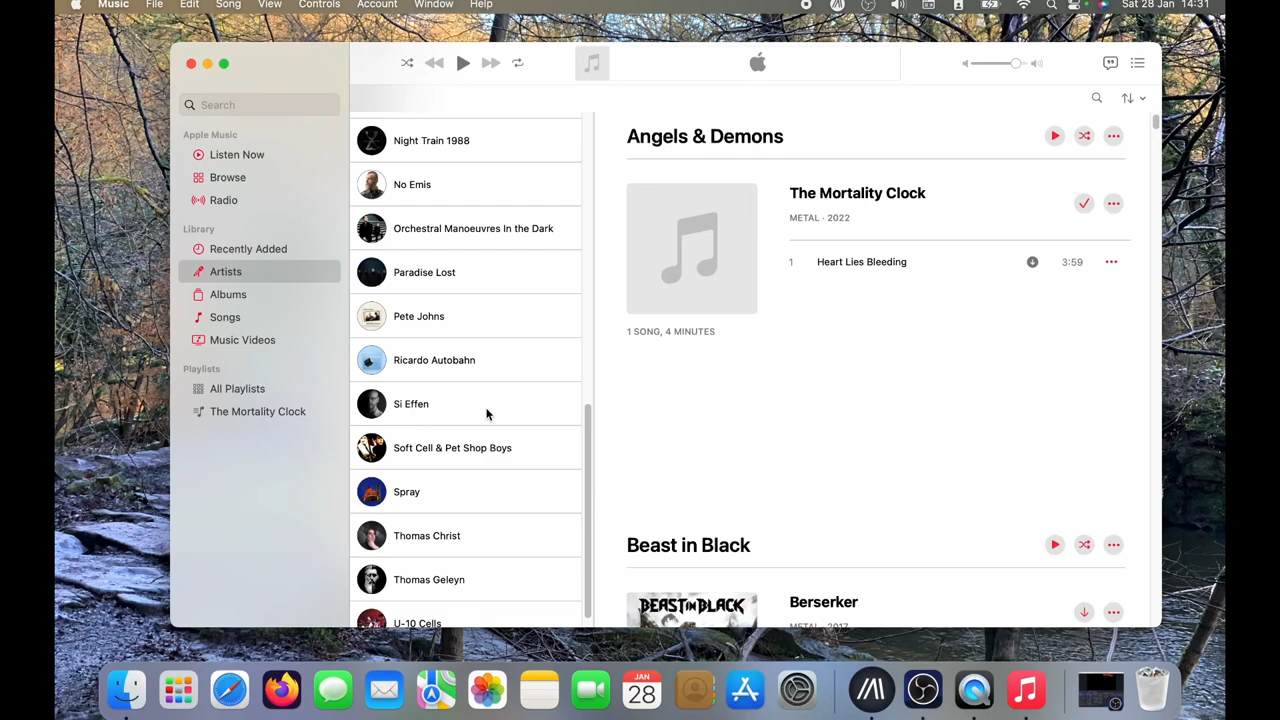 Music File Edit Song View Controls Account Window Help Sat 28 Jan 14:31
Search
Apple Music
Listen Now
Browse
Radio
Library
Recently Added
Artists
Albums
Songs
Music Videos
Playlists
All Playlists
The Mortality Clock
Night Train 1988
No Emis
Orchestral Manoeuvres In the Dark
Paradise Lost
Pete Johns
Ricardo Autobahn
Si Effen
Soft Cell & Pet Shop Boys
Spray
Thomas Christ
Thomas Geleyn
U-10 Cells
Angels & Demons
The Mortality Clock
METAL · 2022
1 Heart Lies Bleeding 3:59
1 SONG, 4 MINUTES
Beast in Black
BEAST IN BLACK
Berserker
METAL · 2017
JAN
28